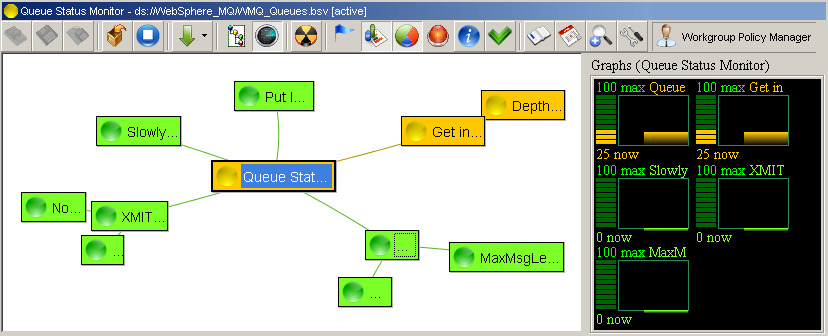 Queue Status Monitor - ds://WebSphere_MQ/WMQ_Queues.bsv [active]
Workgroup Policy Manager
Graphs (Queue Status Monitor)
Put I...
Depth...
Slowly...
Get in...
Queue Stat...
No...
XMIT...
...
...
MaxMsgLe...
...
100 max Queue
100 max Get in
25 now
25 now
100 max Slowly
100 max XMIT
0 now
0 now
100 max MaxM
0 now